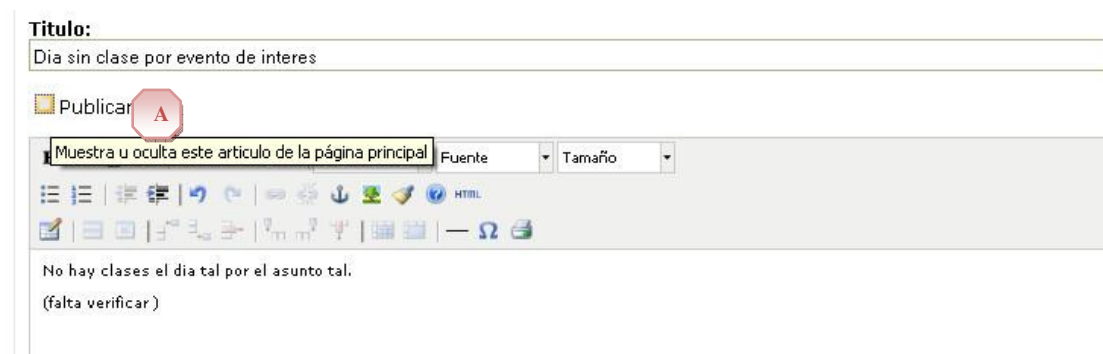 Titulo:
Dia sin clase por evento de interes
Publicar A
Muestra u oculta este articulo de la página principal Fuente Tamaño
HTML
Ω
No hay clases el dia tal por el asunto tal.
(falta verificar )